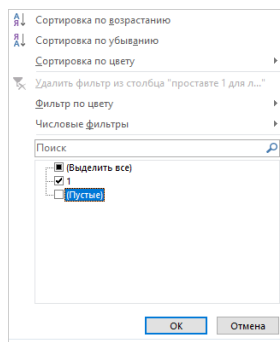 Сортировка по возрастанию
Сортировка по убыванию
Сортировка по цвету
Удалить фильтр из столбца "проставте 1 для л..."
Фильтр по цвету
Числовые фильтры
Поиск
(Выделить все)
1
(Пустые)
ОК Отмена